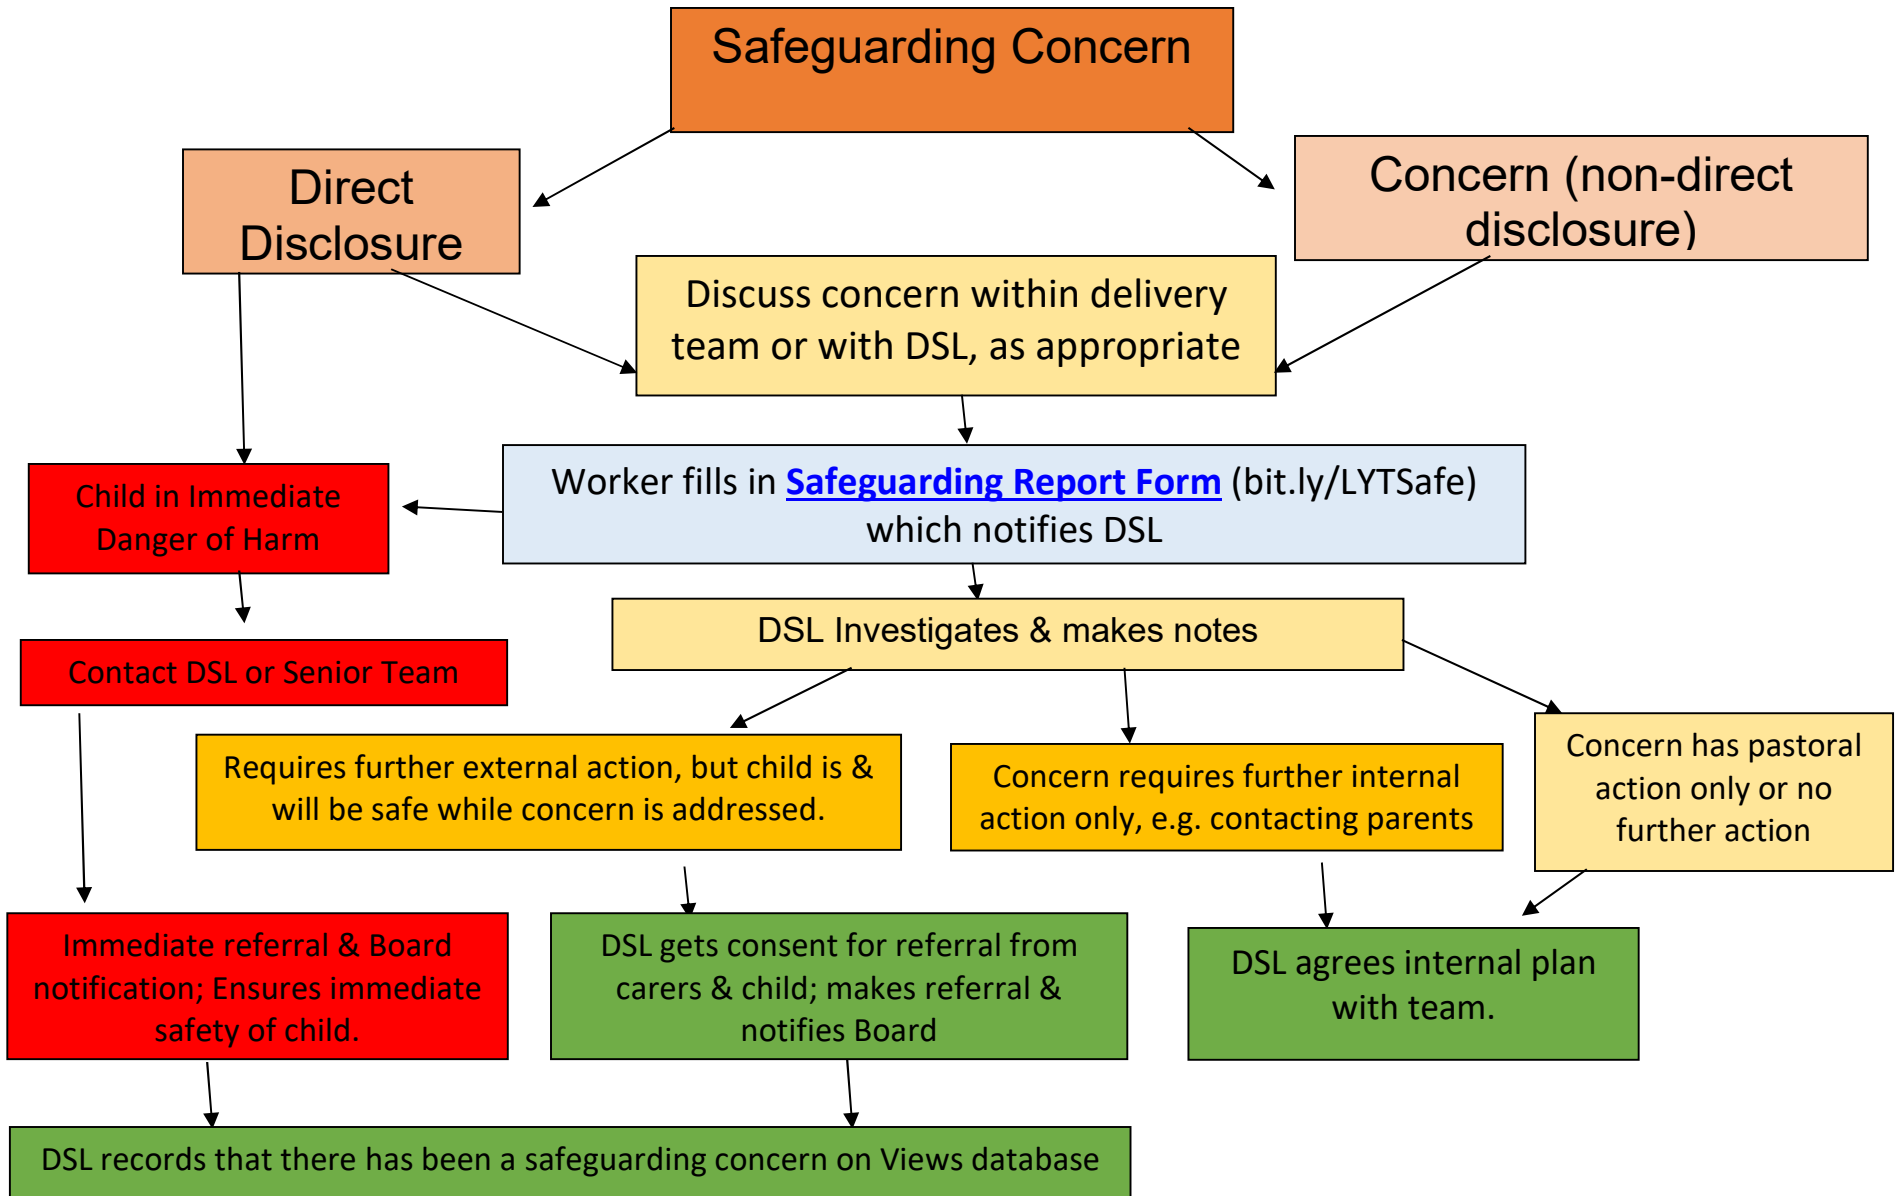 Safeguarding Concern
Direct
Disclosure
Concern (non-direct
disclosure)
Discuss concern within delivery
team or with DSL, as appropriate
Worker fills in Safeguarding Report Form (bit.ly/LYTSafe)
which notifies DSL
Child in Immediate
Danger of Harm
DSL Investigates & makes notes
Contact DSL or Senior Team
Requires further external action, but child is &
will be safe while concern is addressed.
Concern requires further internal
action only, e.g. contacting parents
Concern has pastoral
action only or no
further action
Immediate referral & Board
notification; Ensures immediate
safety of child.
DSL gets consent for referral from
carers & child; makes referral &
notifies Board
DSL agrees internal plan
with team.
DSL records that there has been a safeguarding concern on Views database